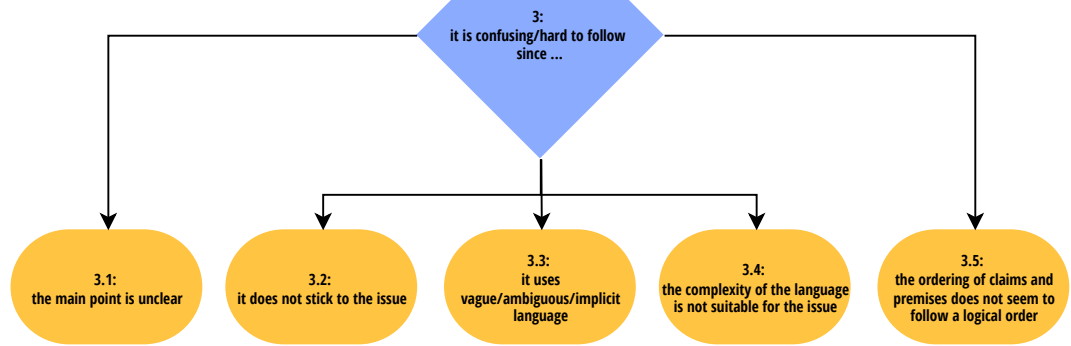 3:
it is confusing/hard to follow
since ...
3.1:
the main point is unclear
3.2:
it does not stick to the issue
3.3:
it uses
vague/ambiguous/implicit
language
3.4:
the complexity of the language
is not suitable for the issue
3.5:
the ordering of claims and
premises does not seem to
follow a logical order